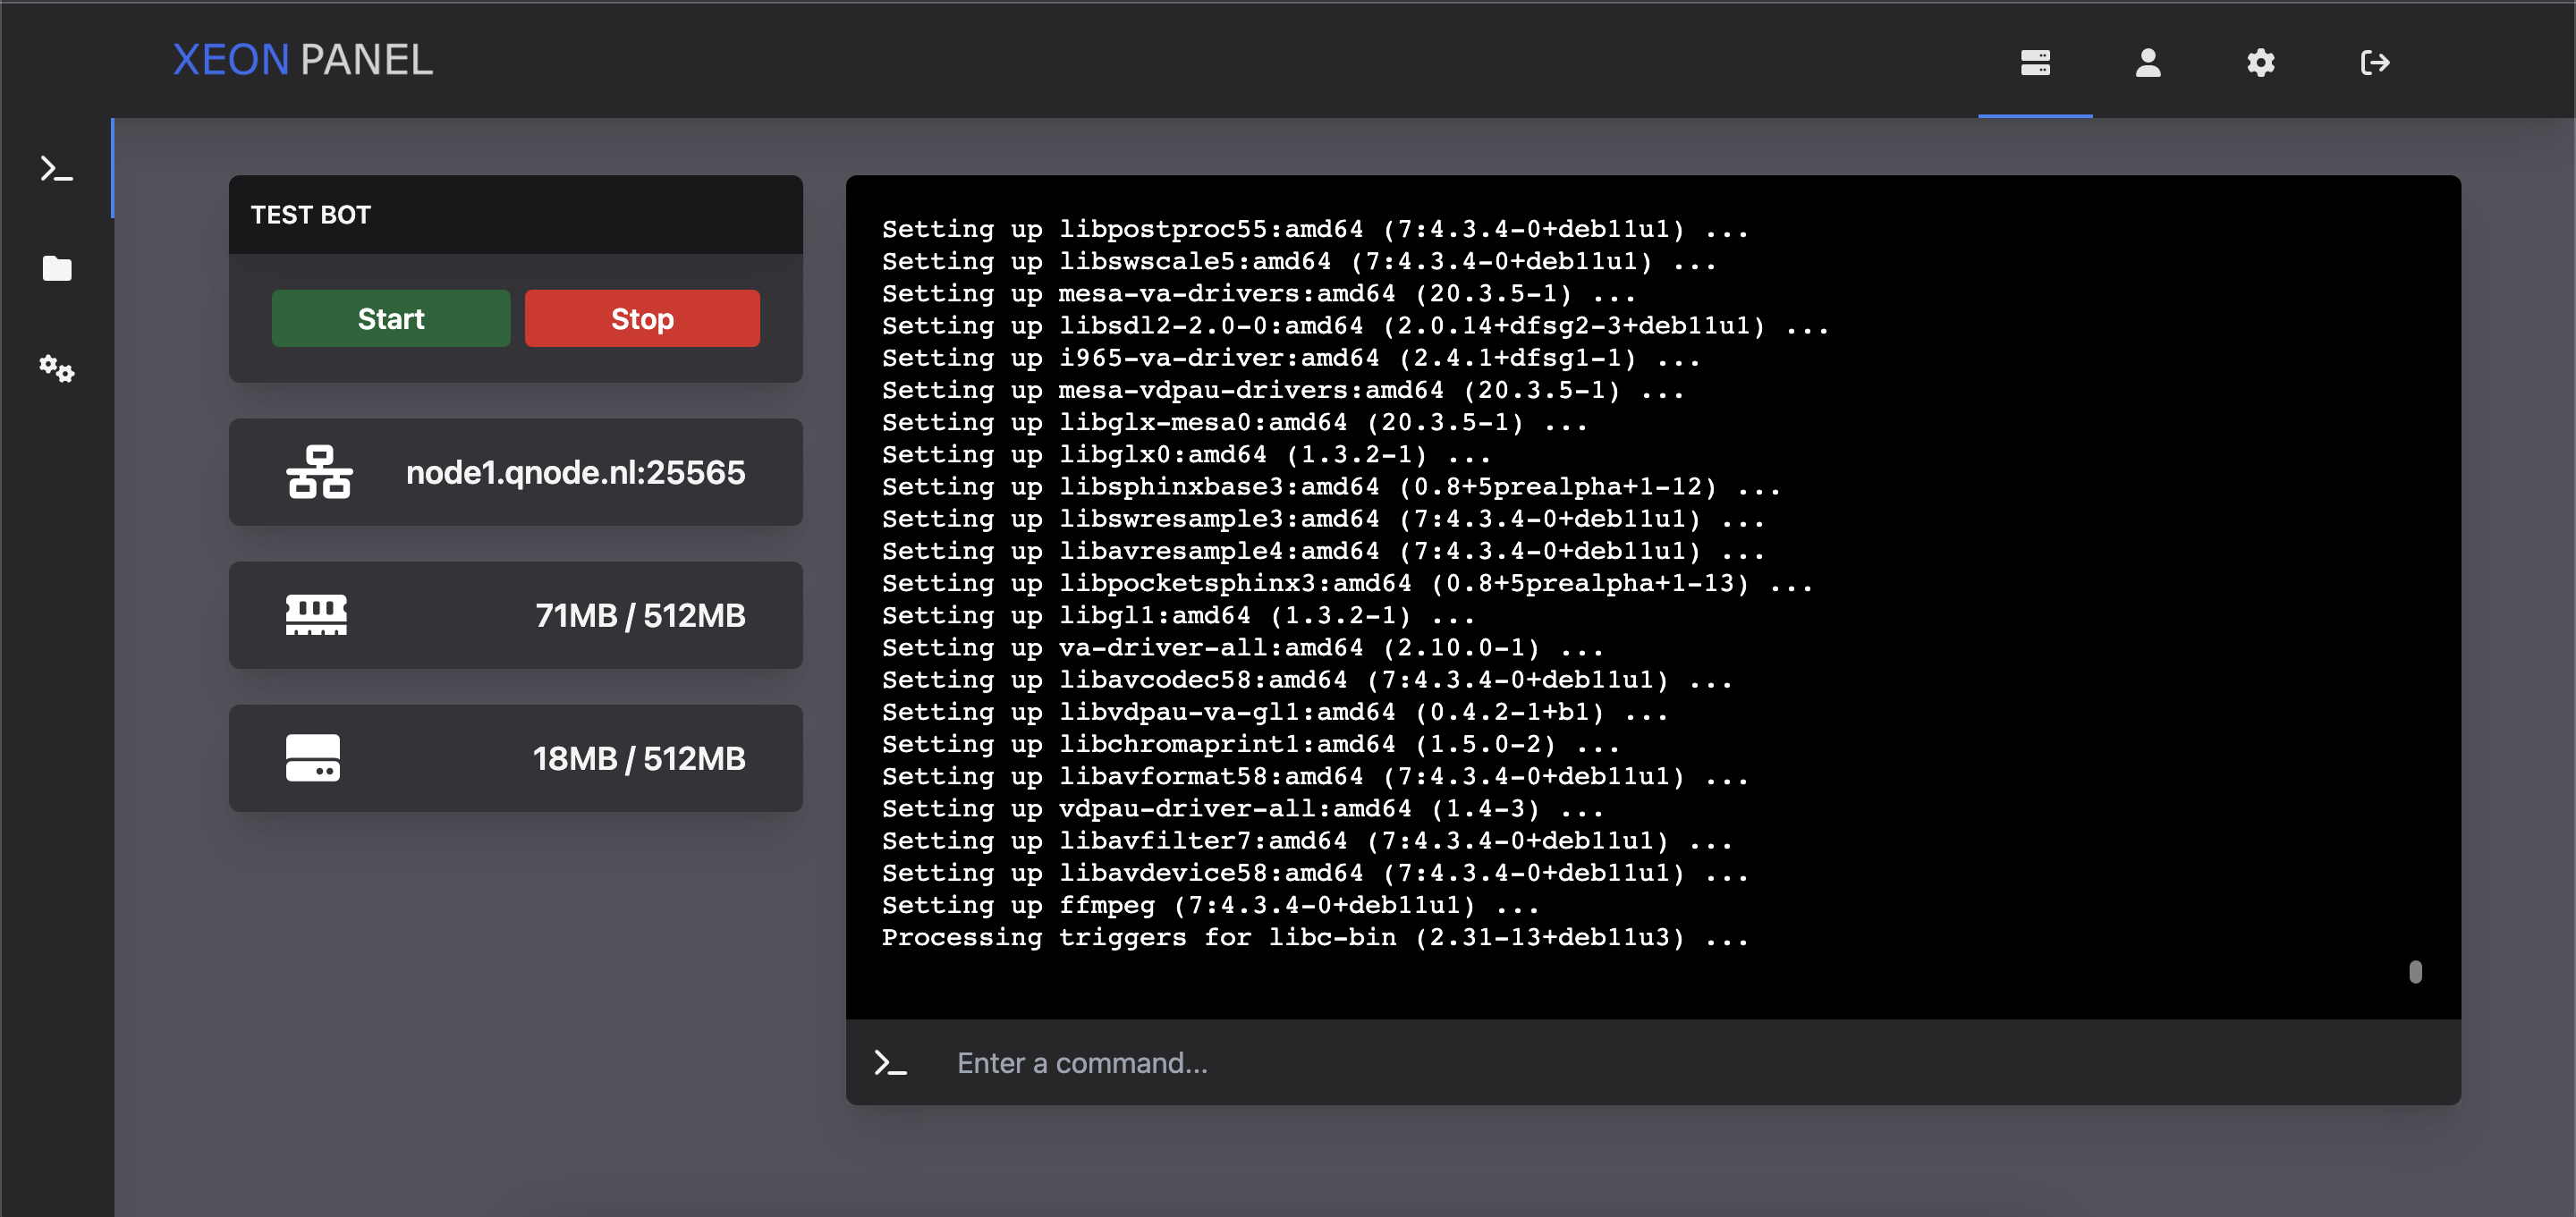 XEON PANEL
TEST BOT
Start
Stop
node1.qnode.nl:25565
71MB / 512MB
18MB / 512MB
Setting up libpostproc55:amd64 (7:4.3.4-0+deb11u1) ...
Setting up libswscale5:amd64 (7:4.3.4-0+deb11u1) ...
Setting up mesa-va-drivers:amd64 (20.3.5-1) ...
Setting up libsdl2-2.0-0:amd64 (2.0.14+dfsg2-3+deb11u1) ...
Setting up i965-va-driver:amd64 (2.4.1+dfsg1-1) ...
Setting up mesa-vdpau-drivers:amd64 (20.3.5-1) ...
Setting up libglx-mesa0:amd64 (20.3.5-1) ...
Setting up libglx0:amd64 (1.3.2-1) ...
Setting up libsphinxbase3:amd64 (0.8+5prealpha+1-12) ...
Setting up libswresample3:amd64 (7:4.3.4-0+deb11u1) ...
Setting up libavresample4:amd64 (7:4.3.4-0+deb11u1) ...
Setting up libpocketsphinx3:amd64 (0.8+5prealpha+1-13) ...
Setting up libgl1:amd64 (1.3.2-1) ...
Setting up va-driver-all:amd64 (2.10.0-1) ...
Setting up libavcodec58:amd64 (7:4.3.4-0+deb11u1) ...
Setting up libvdpau-va-gl1:amd64 (0.4.2-1+b1) ...
Setting up libchromaprint1:amd64 (1.5.0-2) ...
Setting up libavformat58:amd64 (7:4.3.4-0+deb11u1) ...
Setting up vdpau-driver-all:amd64 (1.4-3) ...
Setting up libavfilter7:amd64 (7:4.3.4-0+deb11u1) ...
Setting up libavdevice58:amd64 (7:4.3.4-0+deb11u1) ...
Setting up ffmpeg (7:4.3.4-0+deb11u1) ...
Processing triggers for libc-bin (2.31-13+deb11u3) ...
Enter a command...